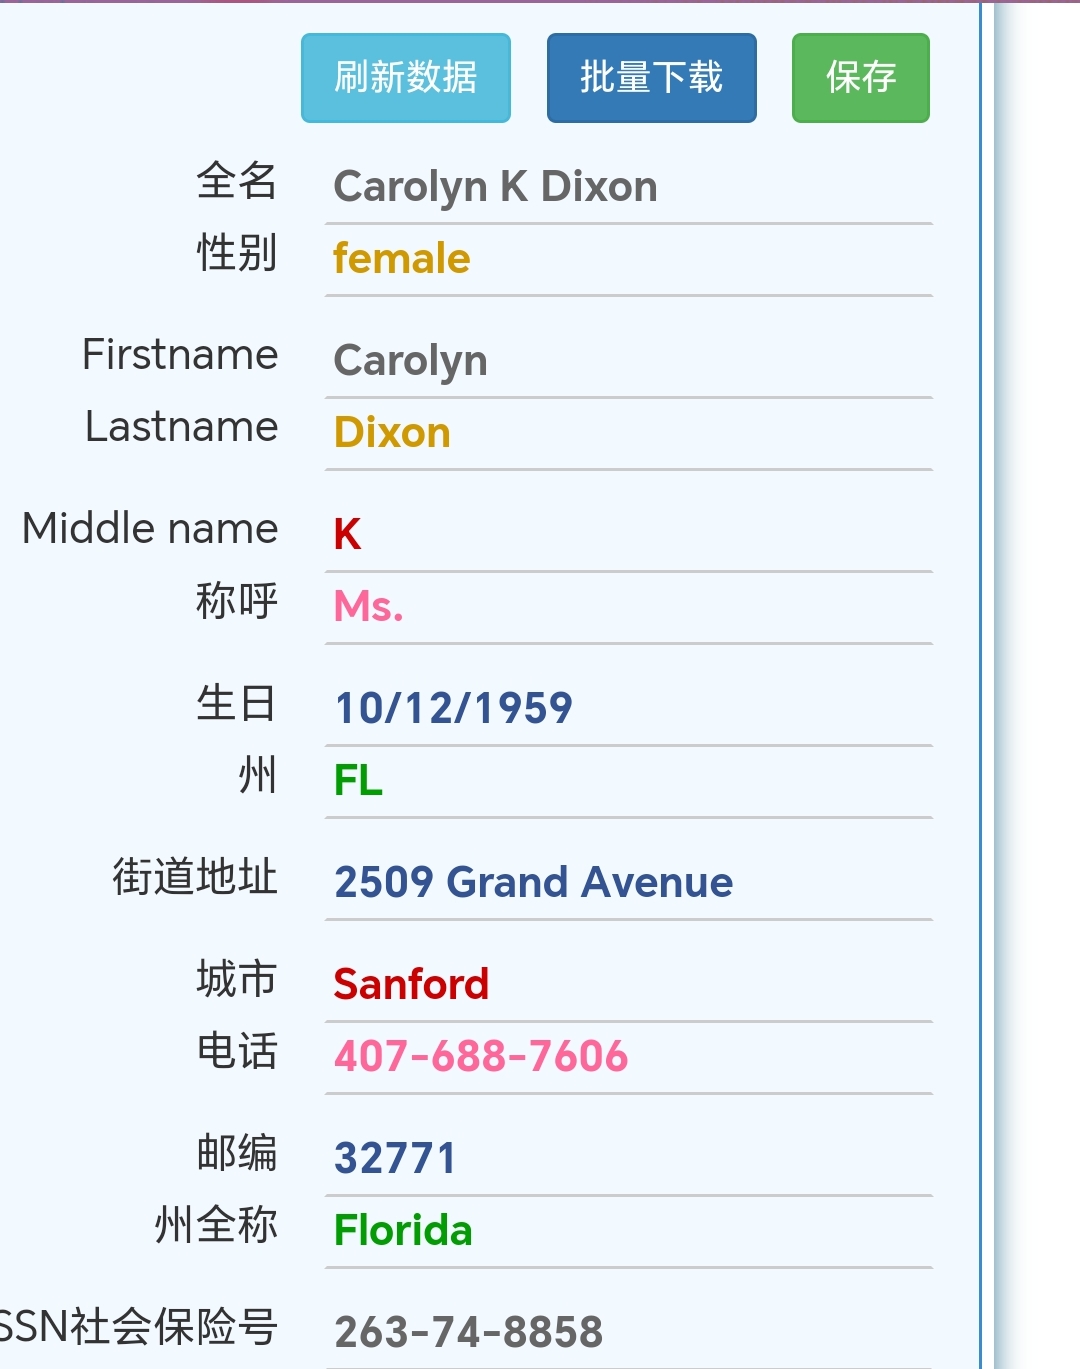 刷新数据 批量下载 保存
全名 Carolyn K Dixon
性别 female
Firstname Carolyn
Lastname Dixon
Middle name K
称呼 Ms.
生日 10/12/1959
州 FL
街道地址 2509 Grand Avenue
城市 Sanford
电话 407-688-7606
邮编 32771
州全称 Florida
SSN社会保险号 263-74-8858